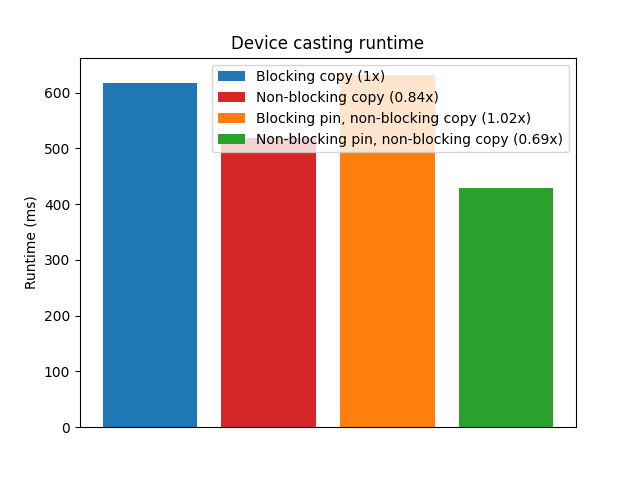 Device casting runtime
Blocking copy (1x)
Non-blocking copy (0.84x)
Blocking pin, non-blocking copy (1.02x)
Non-blocking pin, non-blocking copy (0.69x)
Runtime (ms)
600
500
400
300
200
100
0